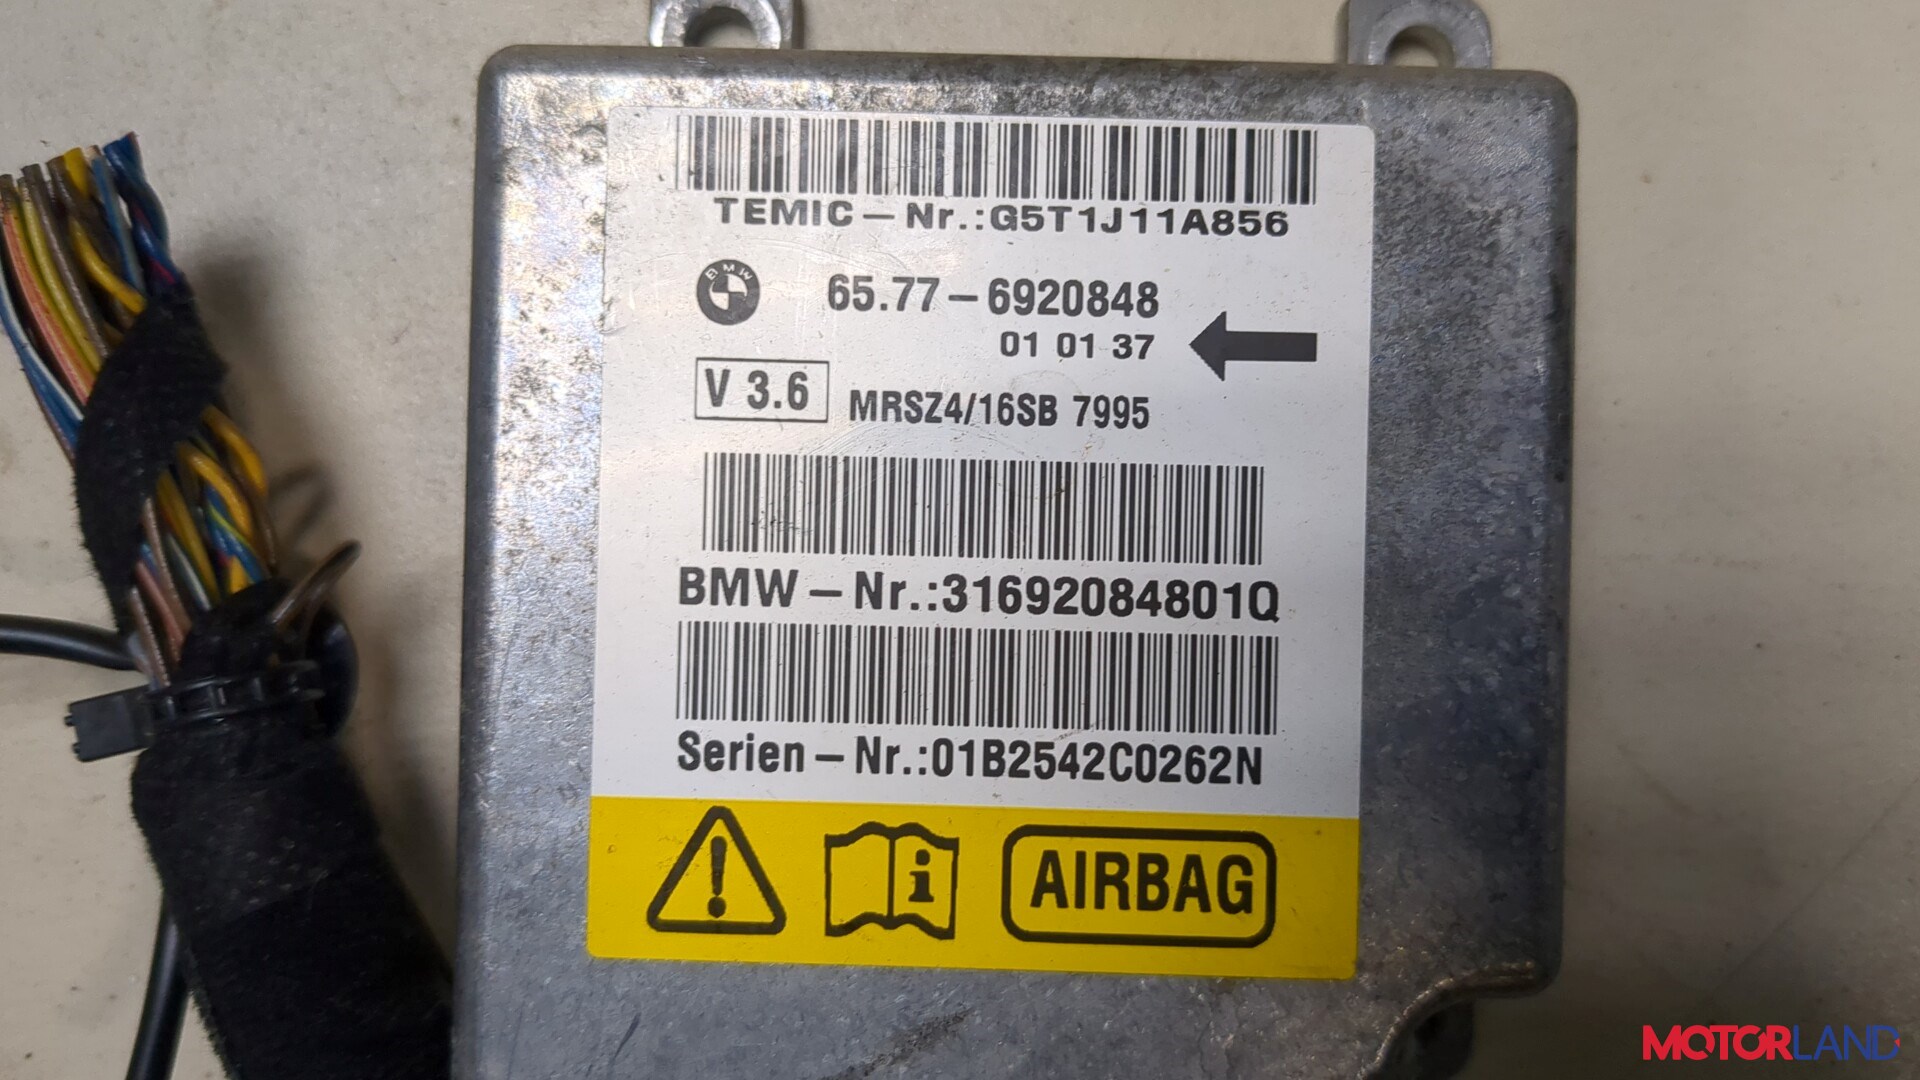 TEMIC – Nr.:G5T1J11A856
BMW
65.77 – 6920848
01 01 37
V 3.6
MRSZ4/16SB 7995
BMW – Nr.:31692084801Q
Serien – Nr.:01B2542C0262N
! i AIRBAG
MOTORLAND